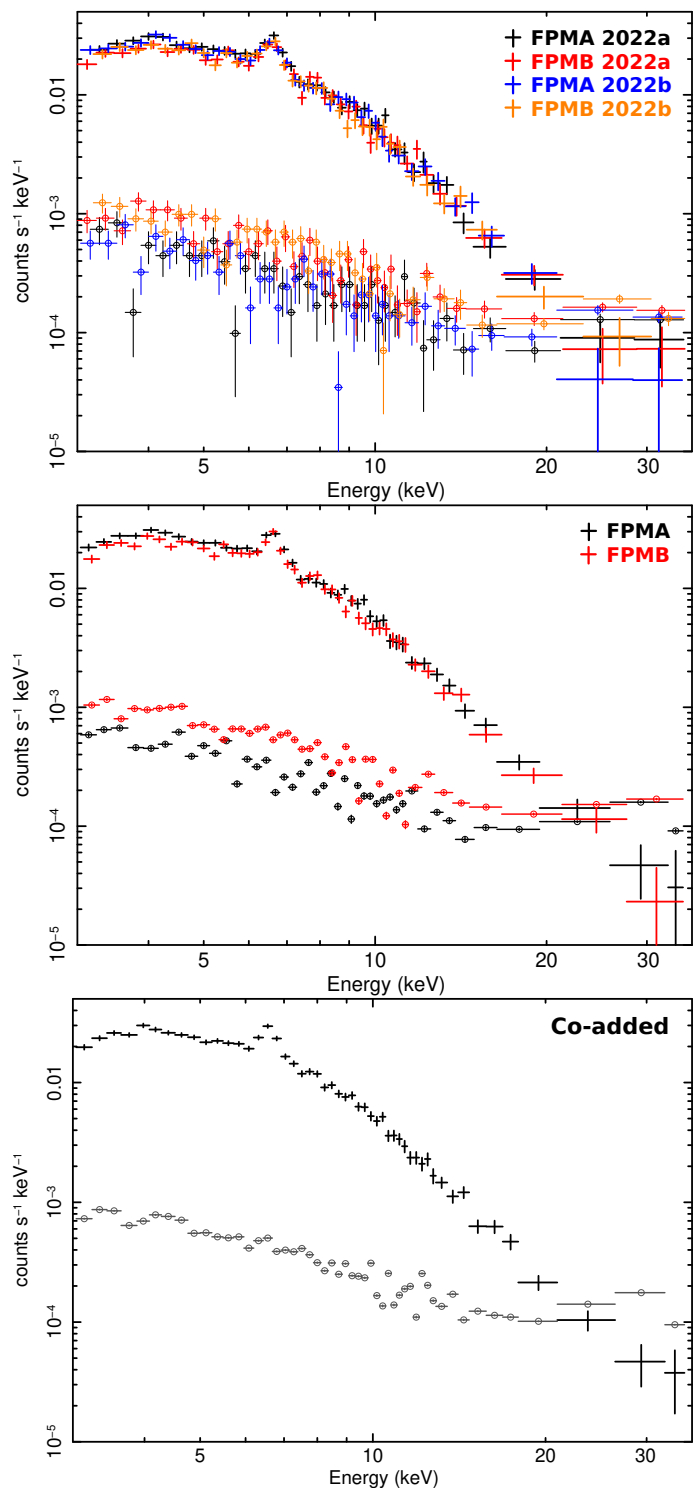 FPMA 2022a
FPMB 2022a
FPMA 2022b
FPMB 2022b
counts s⁻¹ keV⁻¹
0.01
10⁻³
10⁻⁴
10⁻⁵
5 10 20 30
Energy (keV)
FPMA
FPMB
counts s⁻¹ keV⁻¹
0.01
10⁻³
10⁻⁴
10⁻⁵
5 10 20 30
Energy (keV)
Co-added
counts s⁻¹ keV⁻¹
0.01
10⁻³
10⁻⁴
10⁻⁵
5 10 20 30
Energy (keV)